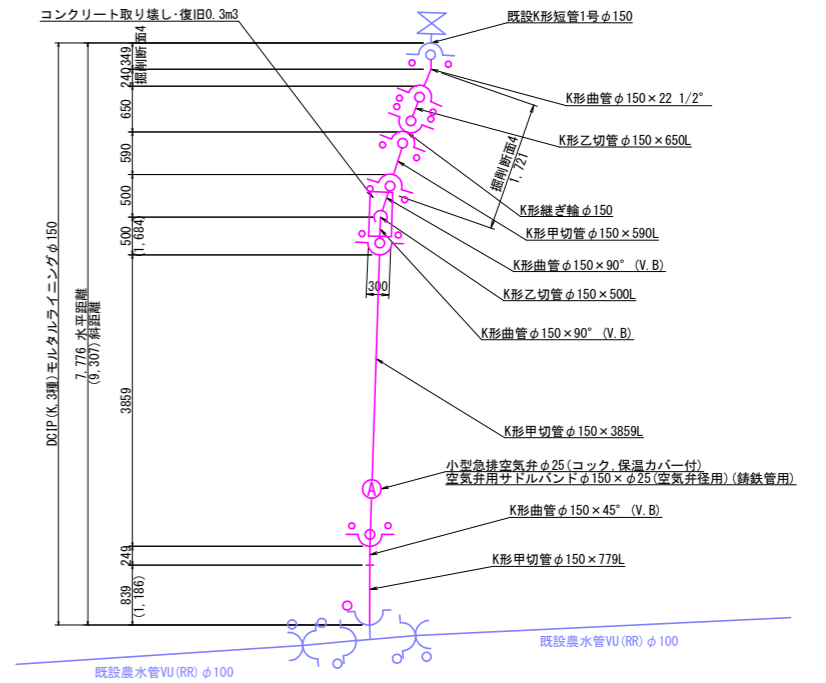 コンクリート取り壊し・復旧0.3m3
既設K形短管1号φ150
349
掘削断面4
240
K形曲管φ150×22 1/2°
650
K形乙切管φ150×650L
掘削断面4
1,721
590
K形継ぎ輪φ150
500
K形甲切管φ150×590L
500
(1,684)
K形曲管φ150×90° (V.B)
300
K形乙切管φ150×500L
K形曲管φ150×90° (V.B)
DCIP(K,3種)モルタルライニングφ150
7,776 水平距離
(9,307)斜距離
3859
K形甲切管φ150×3859L
小型急排空気弁φ25(コック,保温カバー付)
空気弁用サドルバンドφ150×φ25(空気弁径用)(鋳鉄管用)
A
K形曲管φ150×45° (V.B)
249
K形甲切管φ150×779L
839
(1,186)
既設農水管VU(RR)φ100
既設農水管VU(RR)φ100